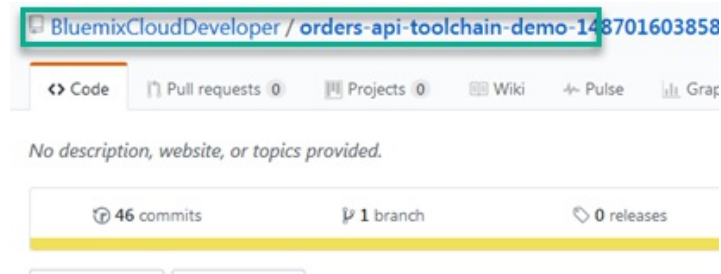 BluemixCloudDeveloper / orders-api-toolchain-demo-148701603858
Code Pull requests 0 Projects 0 Wiki Pulse Grap
No description, website, or topics provided.
46 commits 1 branch 0 releases